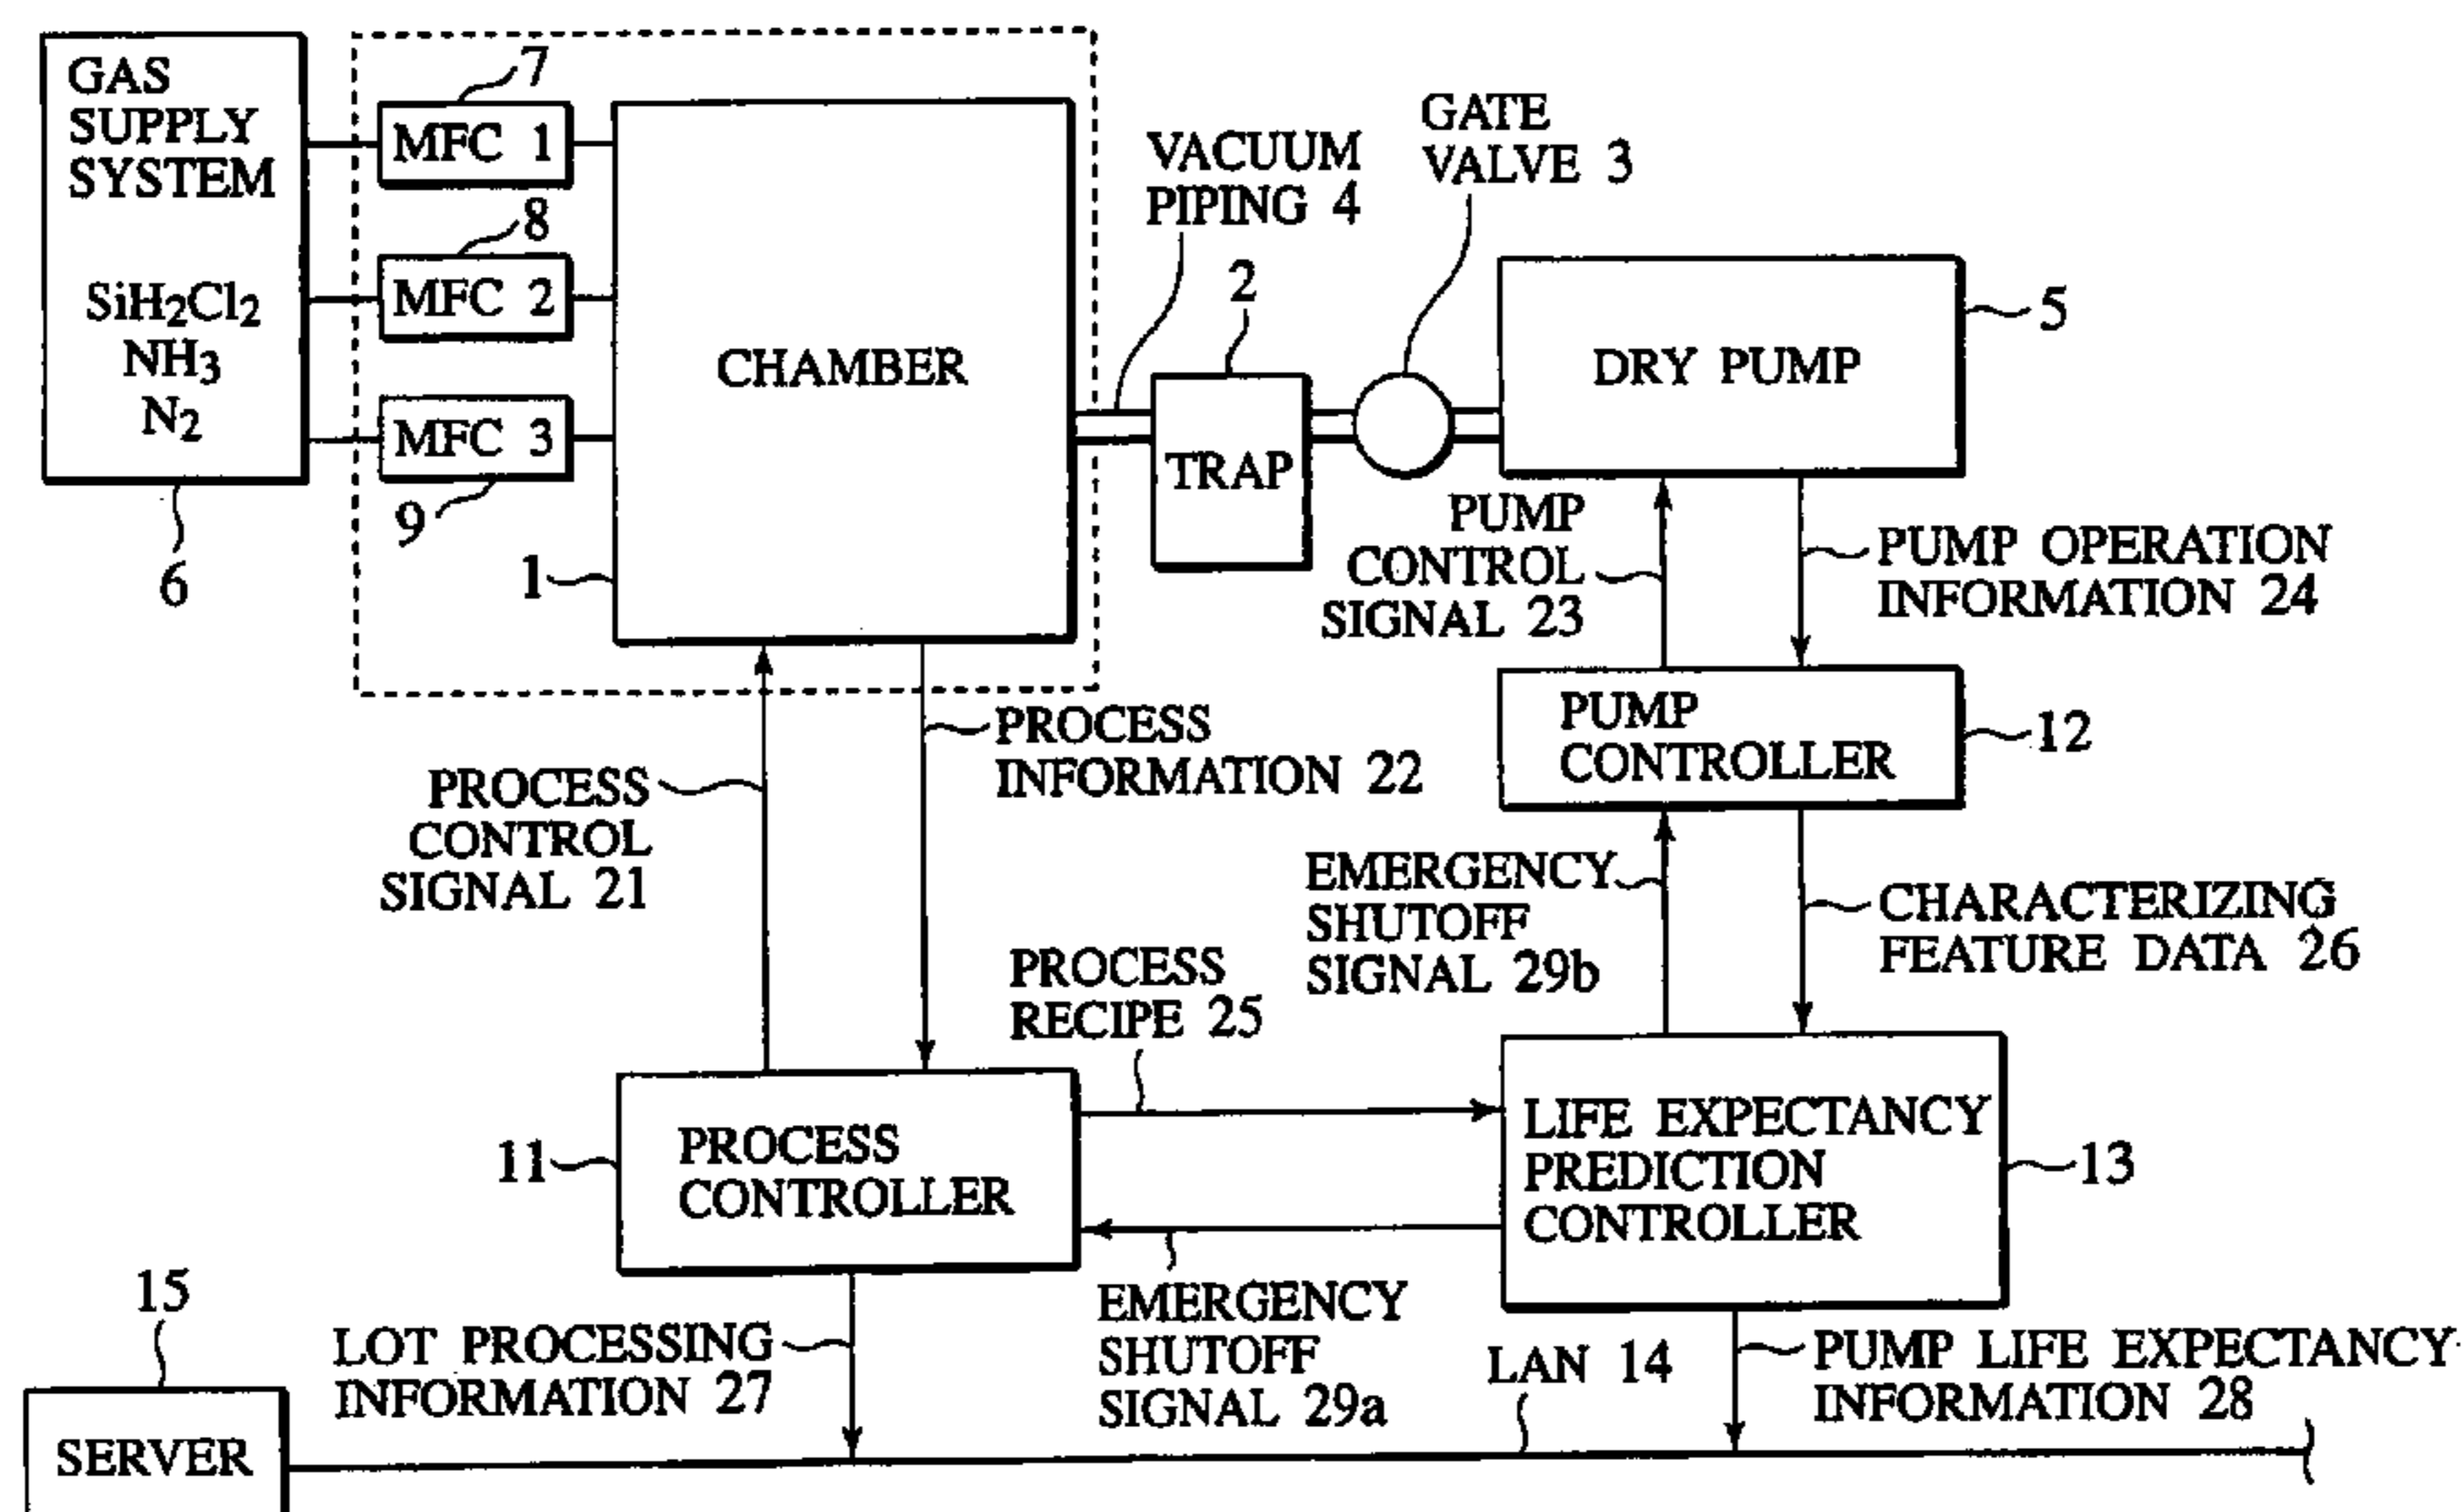 GAS
SUPPLY
SYSTEM
SiH2Cl2
NH3
N2
6
7
MFC 1
8
MFC 2
MFC 3
9
CHAMBER
1
VACUUM
PIPING 4
2
TRAP
GATE
VALVE 3
DRY PUMP
5
PUMP
CONTROL
SIGNAL 23
PUMP OPERATION
INFORMATION 24
PUMP
CONTROLLER
12
PROCESS
CONTROL
SIGNAL 21
PROCESS
INFORMATION 22
EMERGENCY
SHUTOFF
SIGNAL 29b
CHARACTERIZING
FEATURE DATA 26
PROCESS
RECIPE 25
11
PROCESS
CONTROLLER
LIFE EXPECTANCY
PREDICTION
CONTROLLER
13
EMERGENCY
SHUTOFF
SIGNAL 29a
15
SERVER
LOT PROCESSING
INFORMATION 27
LAN 14
PUMP LIFE EXPECTANCY
INFORMATION 28